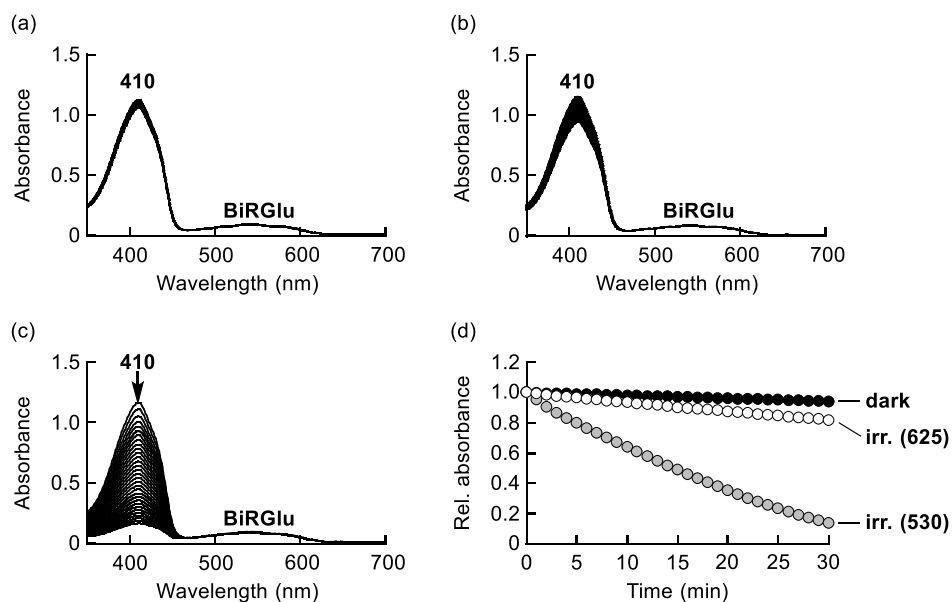 (a)
1.5
1.0
0.5
0
Absorbance
410
BiRGlu
400
500
600
700
Wavelength (nm)
(b)
1.5
1.0
0.5
0
Absorbance
410
BiRGlu
400
500
600
700
Wavelength (nm)
(c)
1.5
1.0
0.5
0
Absorbance
410
BiRGlu
400
500
600
700
Wavelength (nm)
(d)
1.2
1.0
0.8
0.6
0.4
0.2
0
Rel. absorbance
dark
irr. (625)
irr. (530)
0
10
20
30
Time (min)